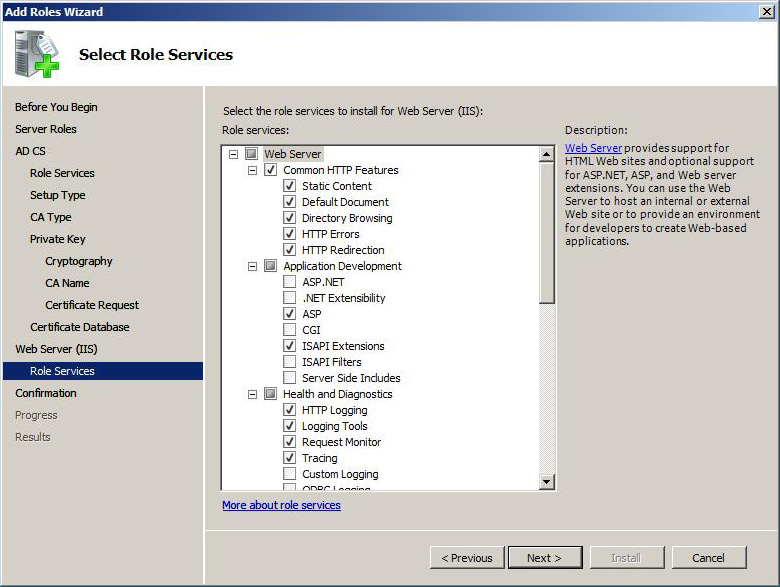 Add Roles Wizard
Select Role Services
Before You Begin
Server Roles
AD CS
Role Services
Setup Type
CA Type
Private Key
Cryptography
CA Name
Certificate Request
Certificate Database
Web Server (IIS)
Role Services
Confirmation
Progress
Results
Select the role services to install for Web Server (IIS):
Role services:
Web Server
Common HTTP Features
Static Content
Default Document
Directory Browsing
HTTP Errors
HTTP Redirection
Application Development
ASP.NET
.NET Extensibility
ASP
CGI
ISAPI Extensions
ISAPI Filters
Server Side Includes
Health and Diagnostics
HTTP Logging
Logging Tools
Request Monitor
Tracing
Custom Logging
ODBC Logging
More about role services
Description:
Web Server provides support for
HTML Web sites and optional support
for ASP.NET, ASP, and Web server
extensions. You can use the Web
Server to host an internal or external
Web site or to provide an environment
for developers to create Web-based
applications.
< Previous
Next >
Install
Cancel